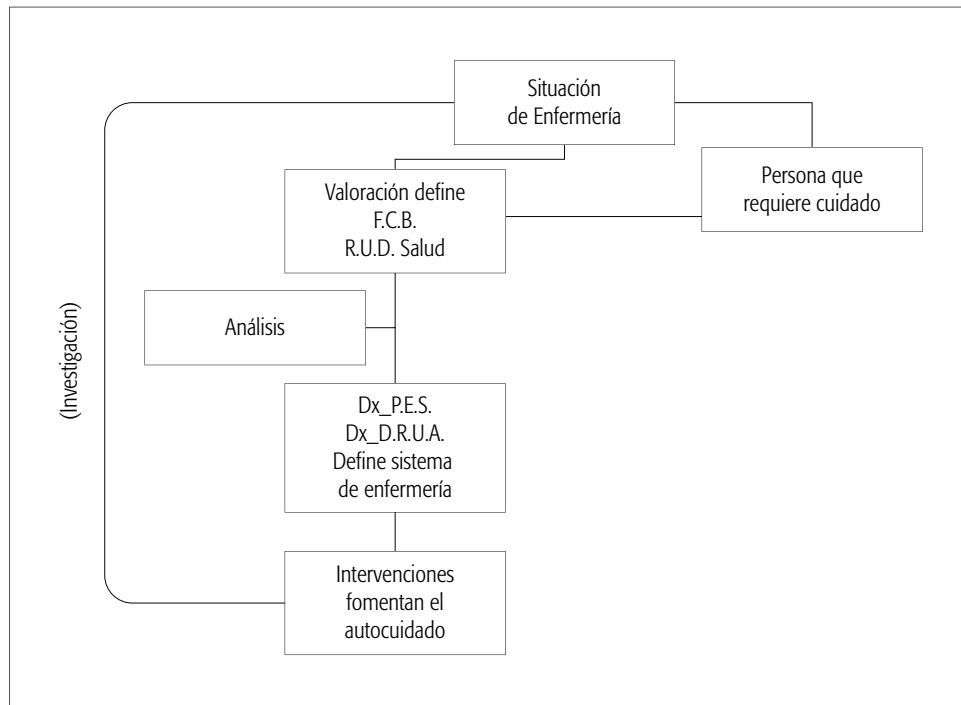 Situación
de Enfermería
Persona que
requiere cuidado
Valoración define
F.C.B.
R.U.D. Salud
Análisis
(Investigación)
Dx_P.E.S.
Dx_D.R.U.A.
Define sistema
de enfermería
Intervenciones
fomentan el
autocuidado